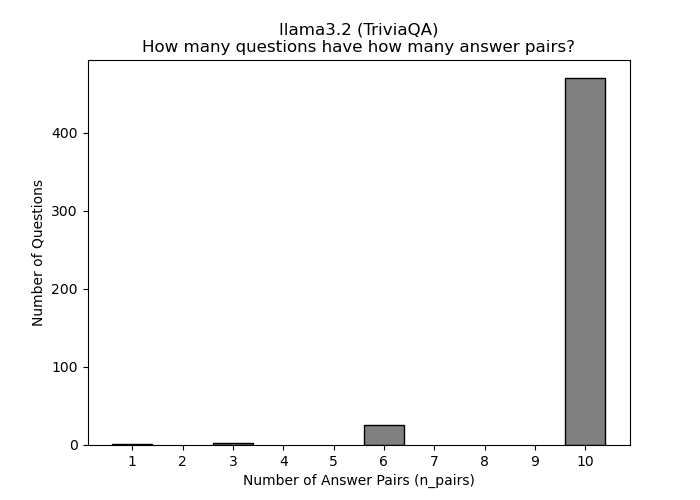 llama3.2 (TriviaQA)
How many questions have how many answer pairs?
Number of Questions
400
300
200
100
0
1 2 3 4 5 6 7 8 9 10
Number of Answer Pairs (n_pairs)